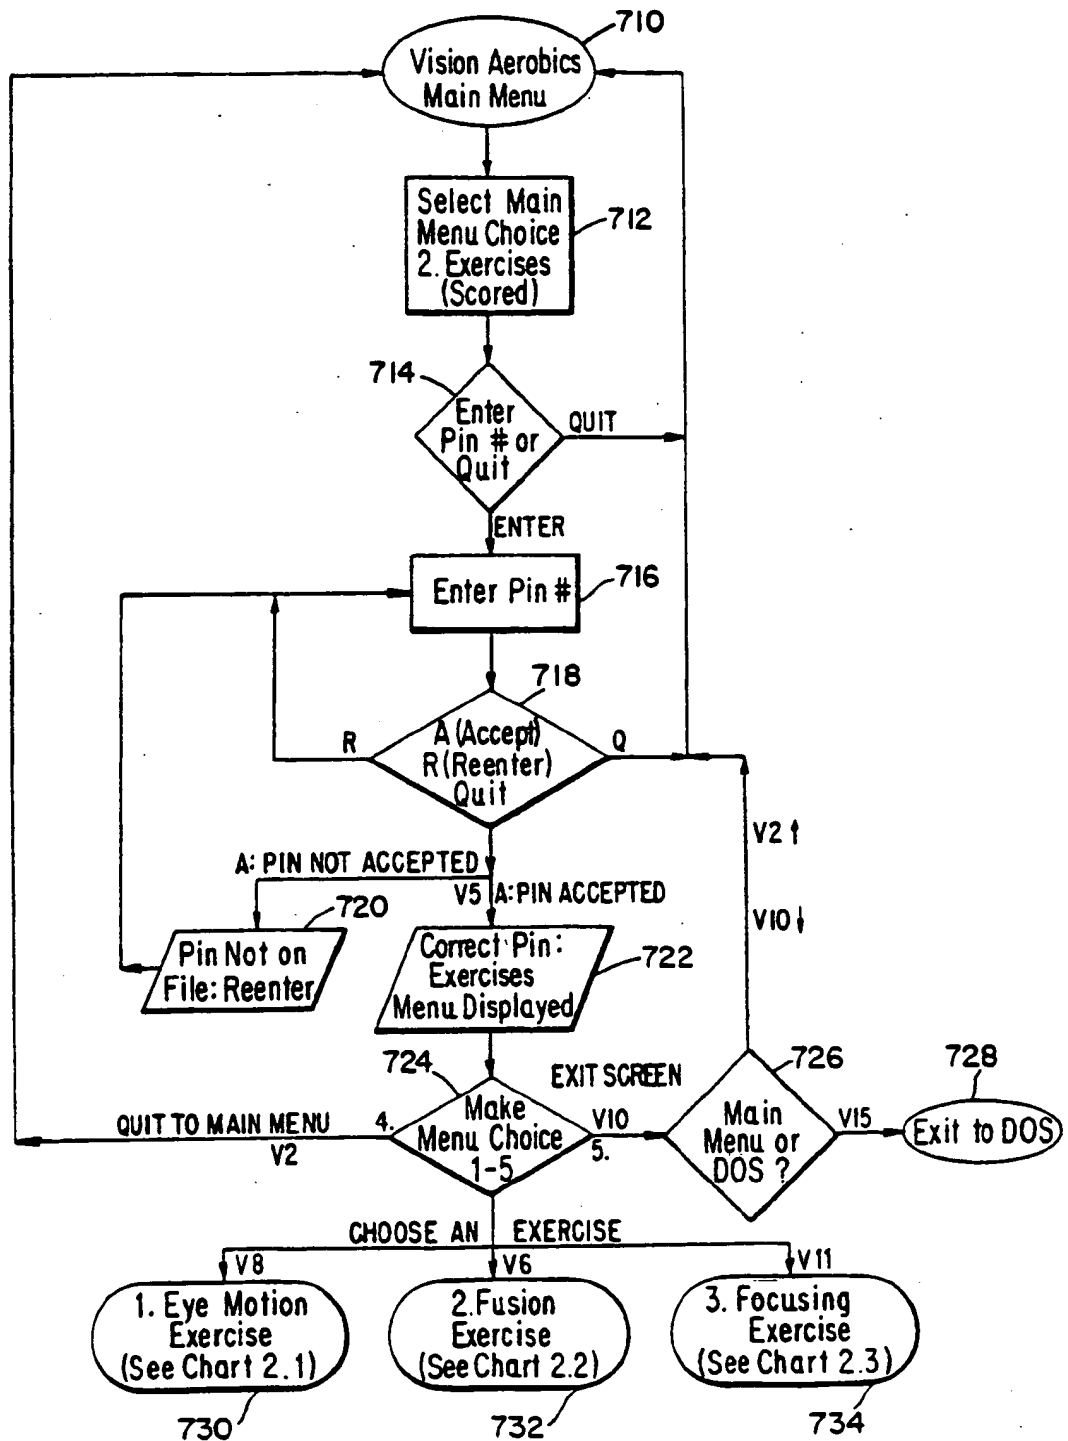 710
Vision Aerobics
Main Menu
Select Main
Menu Choice
2. Exercises
(Scored)
712
714
Enter
Pin # or
Quit
QUIT
ENTER
Enter Pin #
716
718
A (Accept)
R (Reenter)
Quit
R
Q
V2↑
A: PIN NOT ACCEPTED
V5
A: PIN ACCEPTED
V10↓
720
Pin Not on
File: Reenter
Correct Pin:
Exercises
Menu Displayed
722
724
EXIT SCREEN
726
728
Make
Menu Choice
1-5
QUIT TO MAIN MENU
4.
V2
V10
5.
Main
Menu or
DOS ?
V15
Exit to DOS
CHOOSE AN EXERCISE
V8
V6
V11
1. Eye Motion
Exercise
(See Chart 2.1)
2. Fusion
Exercise
(See Chart 2.2)
3. Focusing
Exercise
(See Chart 2.3)
730
732
734